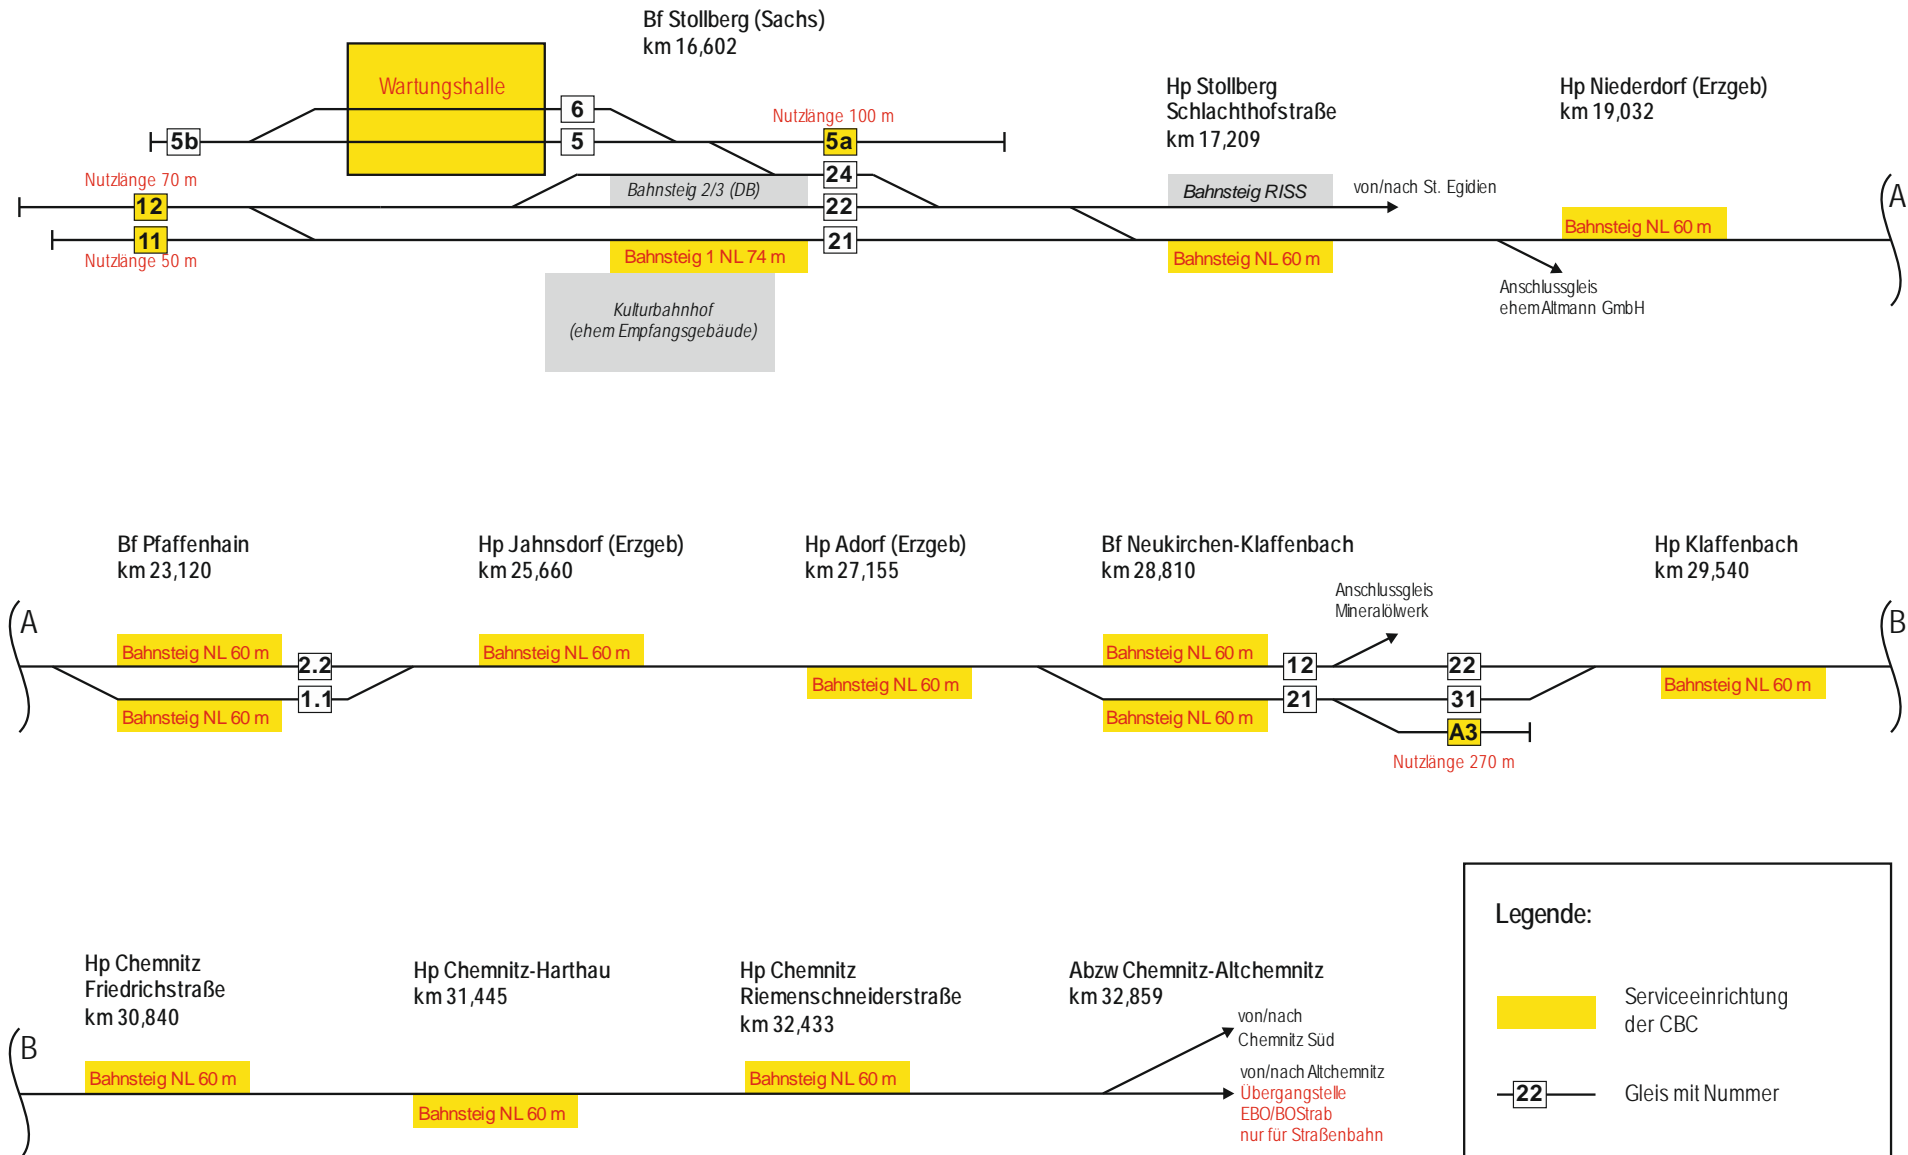 Bf Stollberg (Sachs)
km 16,602
Wartungshalle
Hp Stollberg
Schlachthofstraße
km 17,209
Hp Niederdorf (Erzgeb)
km 19,032
6
Nutzlänge 100 m
5b
5
5a
24
Nutzlänge 70 m
Bahnsteig 2/3 (DB)
Bahnsteig RISS
von/nach St. Egidien
A
12
22
Bahnsteig NL 60 m
11
21
Nutzlänge 50 m
Bahnsteig 1 NL 74 m
Bahnsteig NL 60 m
Anschlussgleis
ehemAltmann GmbH
Kulturbahnhof
(ehem Empfangsgebäude)
Bf Pfaffenhain
km 23,120
Hp Jahnsdorf (Erzgeb)
km 25,660
Hp Adorf (Erzgeb)
km 27,155
Bf Neukirchen-Klaffenbach
km 28,810
Hp Klaffenbach
km 29,540
Anschlussgleis
Mineralölwerk
A
B
Bahnsteig NL 60 m
2.2
Bahnsteig NL 60 m
Bahnsteig NL 60 m
12
22
Bahnsteig NL 60 m
Bahnsteig NL 60 m
1.1
21
31
Bahnsteig NL 60 m
Bahnsteig NL 60 m
A3
Nutzlänge 270 m
Hp Chemnitz
Friedrichstraße
km 30,840
Hp Chemnitz-Harthau
km 31,445
Hp Chemnitz
Riemenschneiderstraße
km 32,433
Abzw Chemnitz-Altchemnitz
km 32,859
von/nach
Chemnitz Süd
B
Bahnsteig NL 60 m
Bahnsteig NL 60 m
Bahnsteig NL 60 m
von/nach Altchemnitz
Übergangstelle
EBO/BOStrab
nur für Straßenbahn
Legende:
Serviceeinrichtung
der CBC
22
Gleis mit Nummer